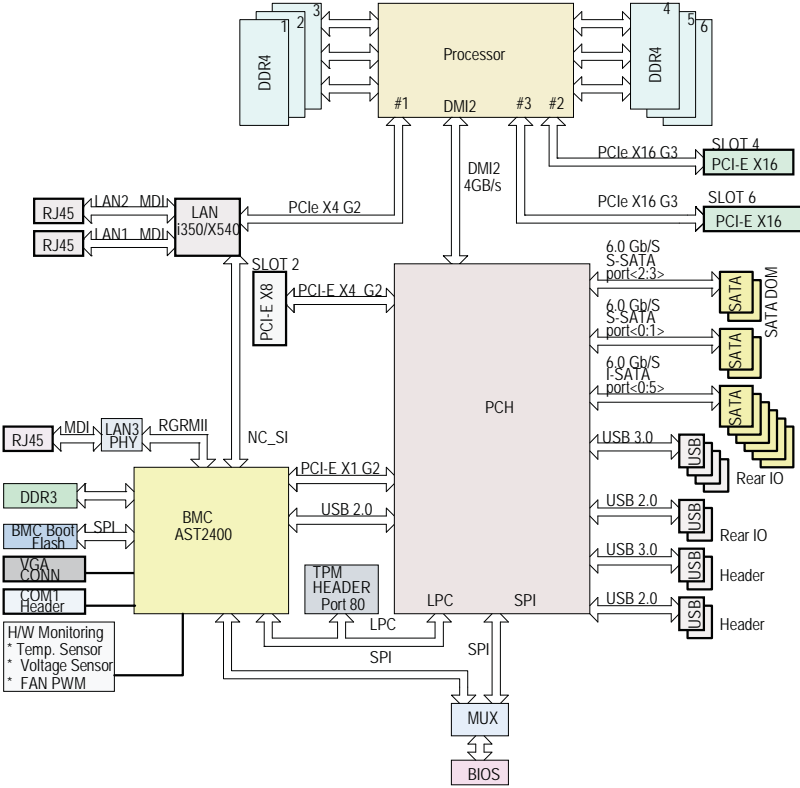 1
2
3
DDR4
Processor
#1
DMI2
#3
#2
4
5
6
DDR4
DMI2
4GB/s
PCIe X16 G3
SLOT 4
PCI-E X16
PCIe X16 G3
SLOT 6
PCI-E X16
RJ45
LAN2 MDI
RJ45
LAN1 MDI
LAN
i350/X540
PCIe X4 G2
SLOT 2
PCI-E X8
PCI-E X4 G2
6.0 Gb/S
S-SATA
port<2:3>
SATA
6.0 Gb/S
S-SATA
port<0:1>
SATA
SATA DOM
6.0 Gb/S
I-SATA
port<0:5>
SATA
PCH
RJ45
MDI
LAN3
PHY
RGRMII
NC_SI
USB 3.0
USB
Rear IO
DDR3
BMC
AST2400
PCI-E X1 G2
USB 2.0
USB 2.0
USB
Rear IO
BMC Boot
Flash
SPI
VGA
CONN
COM1
Header
USB 3.0
USB
Header
TPM
HEADER
Port 80
LPC
SPI
USB 2.0
USB
Header
H/W Monitoring
* Temp. Sensor
* Voltage Sensor
* FAN PWM
LPC
SPI
SPI
MUX
BIOS